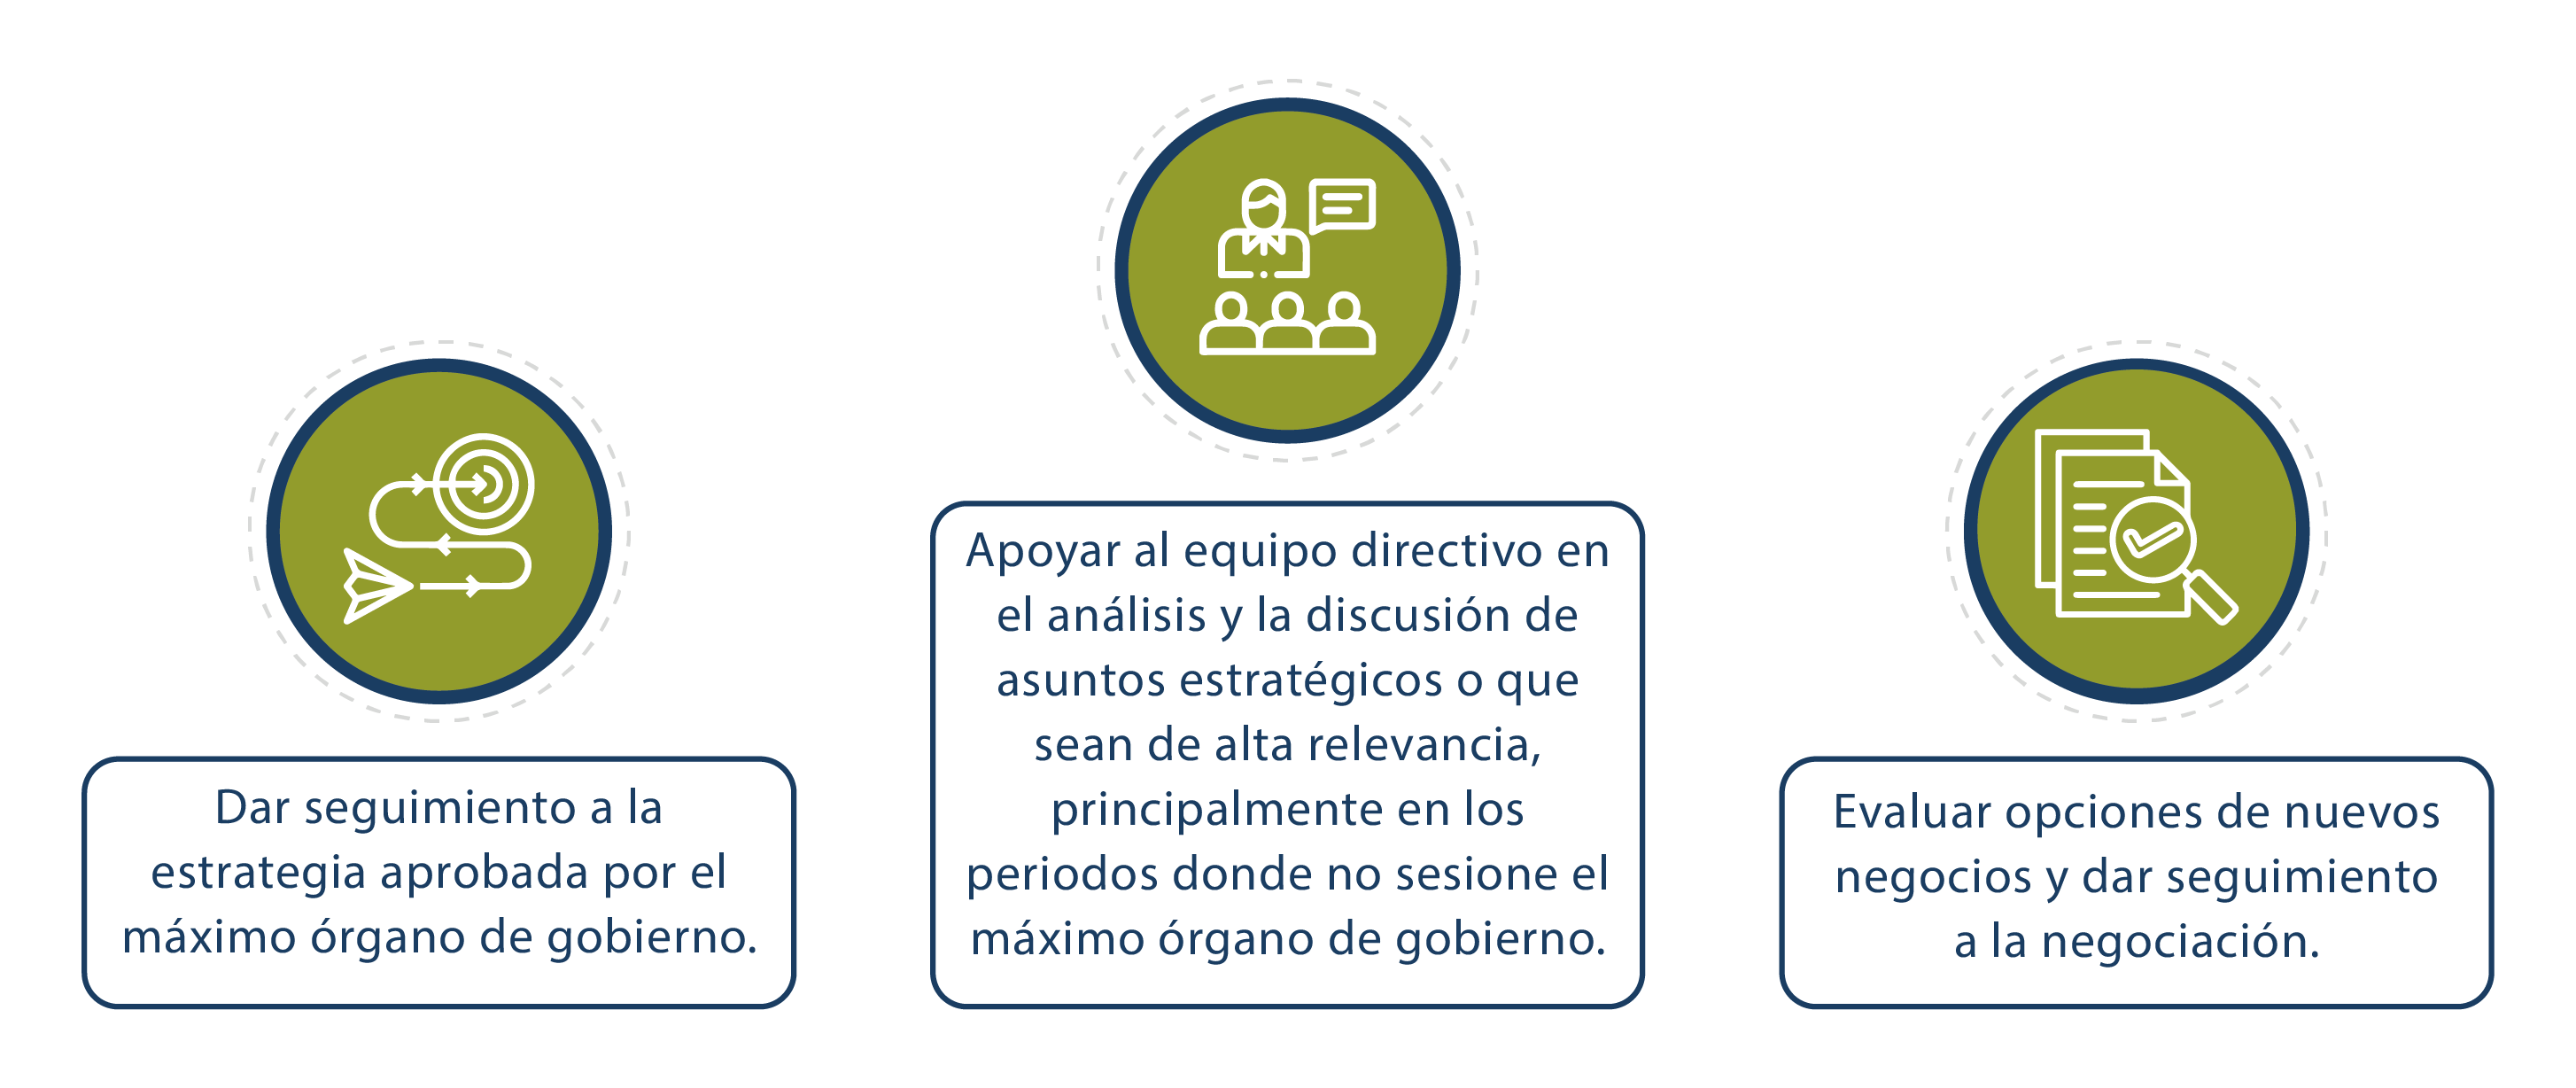 Dar seguimiento a la
estrategia aprobada por el
máximo órgano de gobierno.
Apoyar al equipo directivo en
el análisis y la discusión de
asuntos estratégicos o que
sean de alta relevancia,
principalmente en los
periodos donde no sesione el
máximo órgano de gobierno.
Evaluar opciones de nuevos
negocios y dar seguimiento
a la negociación.